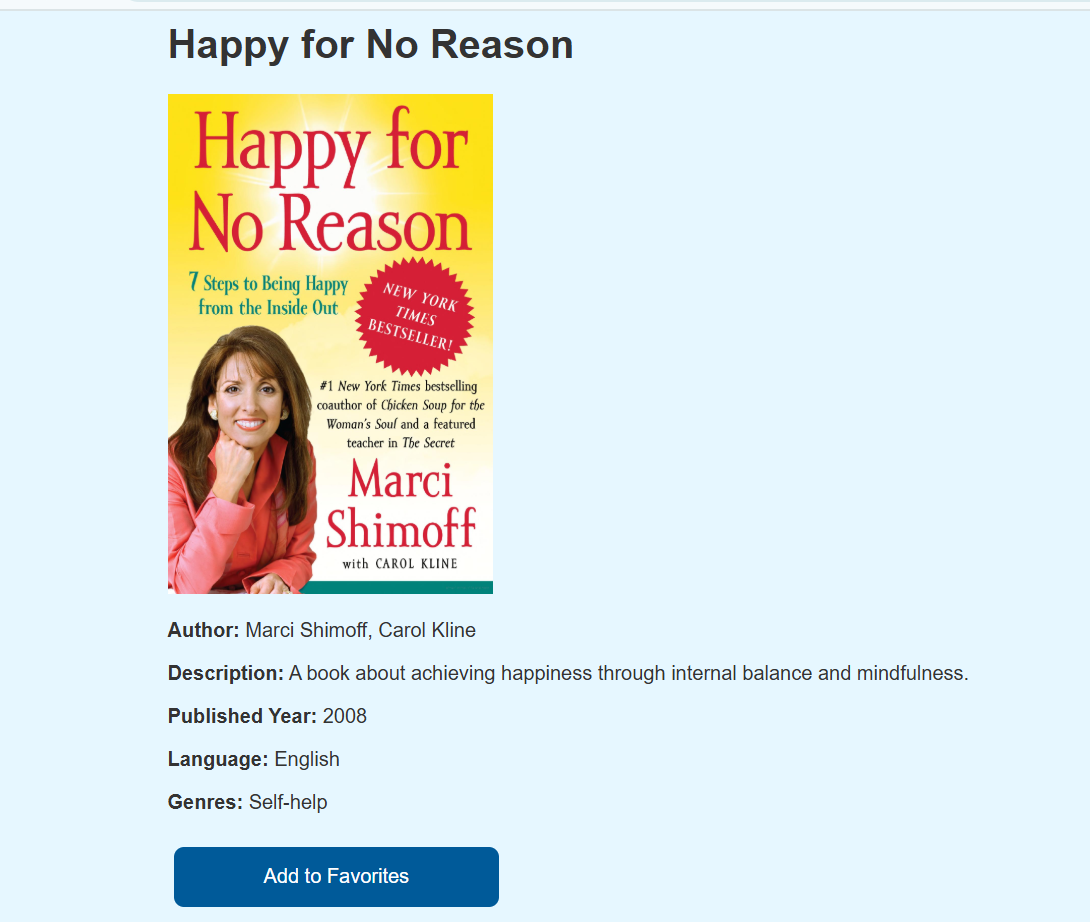 Happy for No Reason
Happy for
No Reason
7 Steps to Being Happy
from the Inside Out
NEW YORK
TIMES
BESTSELLER!
#1 New York Times bestselling
coauthor of Chicken Soup for the
Woman's Soul and a featured
teacher in The Secret
Marci
Shimoff
with CAROL KLINE
Author: Marci Shimoff, Carol Kline
Description: A book about achieving happiness through internal balance and mindfulness.
Published Year: 2008
Language: English
Genres: Self-help
Add to Favorites